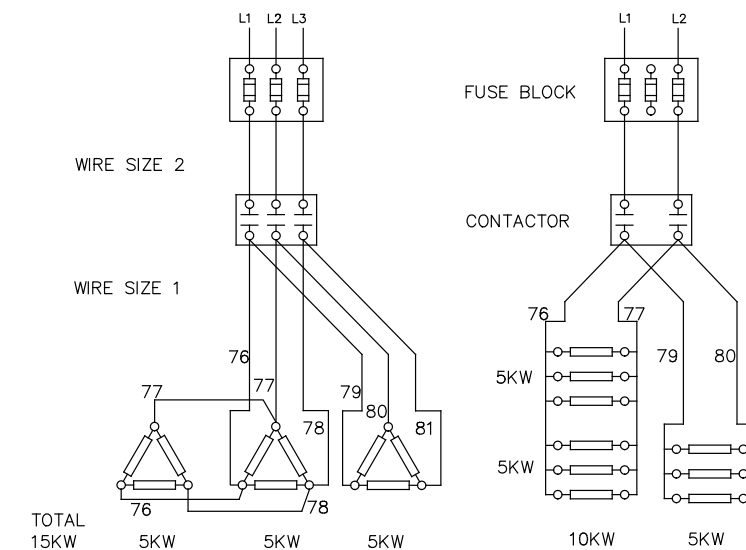 L1 L2 L3
L1 L2
FUSE BLOCK
WIRE SIZE 2
CONTACTOR
WIRE SIZE 1
76 77
76 79 80
5KW
77 77 79
80
78 81
5KW
76 78
TOTAL
15KW 5KW 5KW 5KW
10KW 5KW